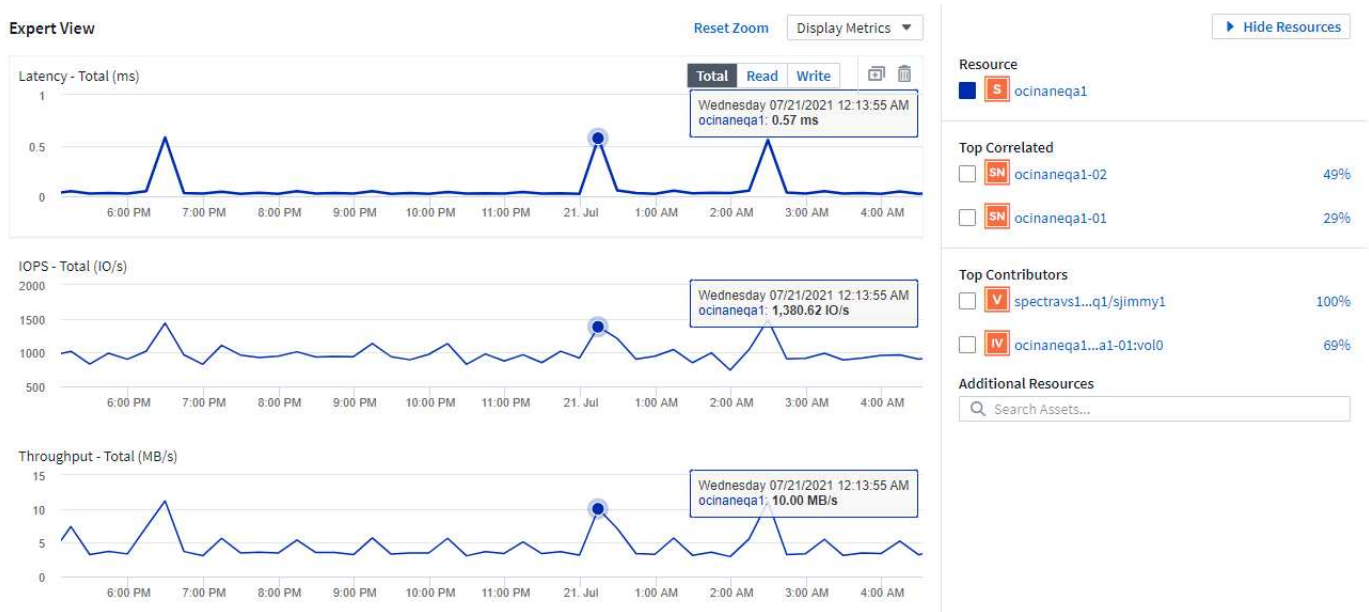 Expert View
Reset Zoom
Display Metrics
Hide Resources
Latency - Total (ms)
Total Read Write
Wednesday 07/21/2021 12:13:55 AM
ocinaneqa1: 0.57 ms
1
0.5
0
6:00 PM 7:00 PM 8:00 PM 9:00 PM 10:00 PM 11:00 PM 21. Jul 1:00 AM 2:00 AM 3:00 AM 4:00 AM
IOPS - Total (IO/s)
Wednesday 07/21/2021 12:13:55 AM
ocinaneqa1: 1,380.62 IO/s
2000
1500
1000
500
6:00 PM 7:00 PM 8:00 PM 9:00 PM 10:00 PM 11:00 PM 21. Jul 1:00 AM 2:00 AM 3:00 AM 4:00 AM
Throughput - Total (MB/s)
Wednesday 07/21/2021 12:13:55 AM
ocinaneqa1: 10.00 MB/s
15
10
5
0
6:00 PM 7:00 PM 8:00 PM 9:00 PM 10:00 PM 11:00 PM 21. Jul 1:00 AM 2:00 AM 3:00 AM 4:00 AM
Resource
S ocinaneqa1
Top Correlated
SN ocinaneqa1-02 49%
SN ocinaneqa1-01 29%
Top Contributors
V spectravs1...q1/sjimmy1 100%
IV ocinaneqa1...a1-01:vol0 69%
Additional Resources
Search Assets...